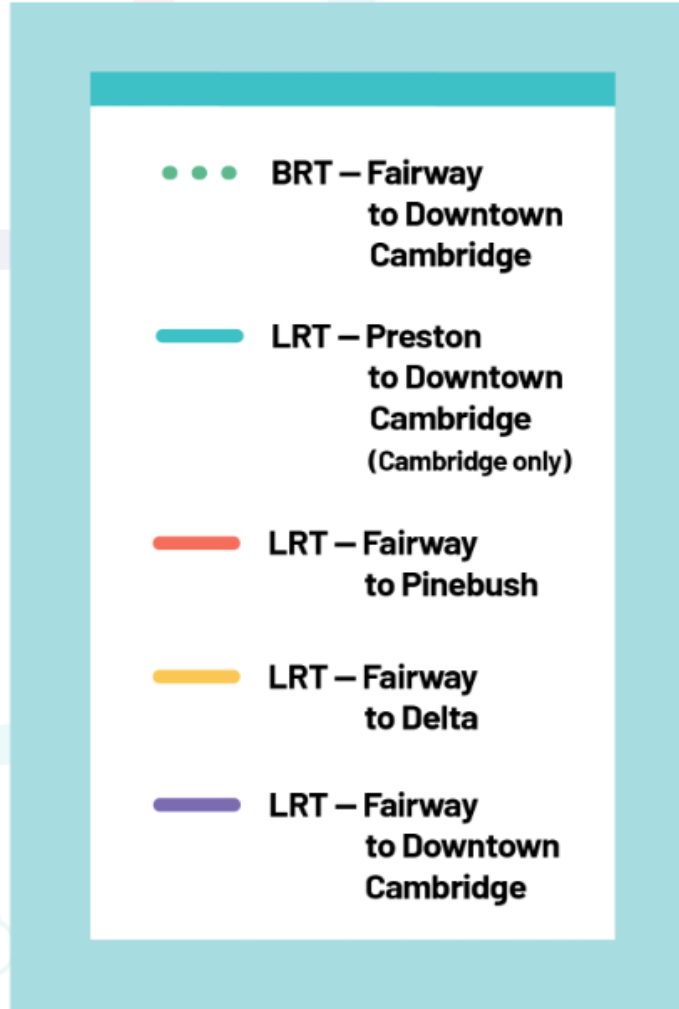 BRT – Fairway
to Downtown
Cambridge
LRT – Preston
to Downtown
Cambridge
(Cambridge only)
LRT – Fairway
to Pinebush
LRT – Fairway
to Delta
LRT – Fairway
to Downtown
Cambridge